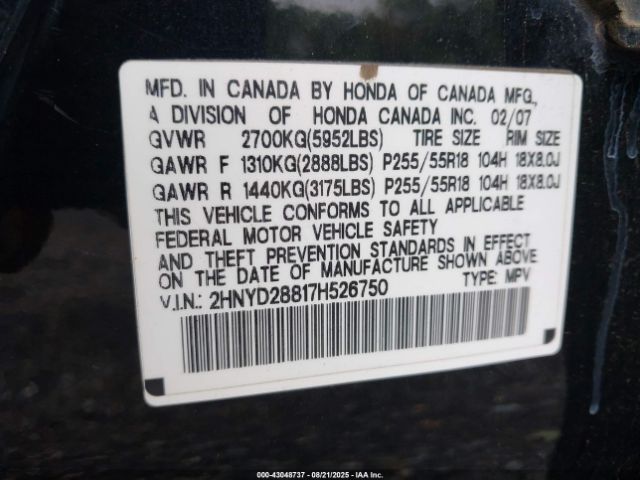 MFD. IN CANADA BY HONDA OF CANADA MFG.,
A DIVISION OF HONDA CANADA INC. 02/07
GVWR 2700KG(5952LBS) TIRE SIZE RIM SIZE
GAWR F 1310KG(2888LBS) P255/55R18 104H 18X8.0J
GAWR R 1440KG(3175LBS) P255/55R18 104H 18X8.0J
THIS VEHICLE CONFORMS TO ALL APPLICABLE
FEDERAL MOTOR VEHICLE SAFETY
AND THEFT PREVENTION STANDARDS IN EFFECT
ON THE DATE OF MANUFACTURE SHOWN ABOVE.
V.I.N.: 2HNYD28817H526750 TYPE: MPV
000-43048737 - 08/21/2025 - IAA Inc.